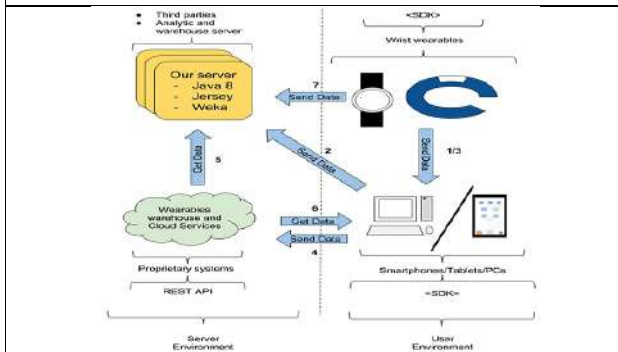 • Third parties
• Analytic and
warehouse server
<SDK>
Wrist wearables
Our server
- Java 8
- Jersey
- Weka
7
Send Data
2
Send Data
1/3
Send Data
Get Data
5
Wearables
warehouse and
Cloud Services
6
Get Data
Send Data
4
Proprietary systems
REST API
Smartphones/Tablets/PCs
<SDK>
Server
Environment
User
Environment